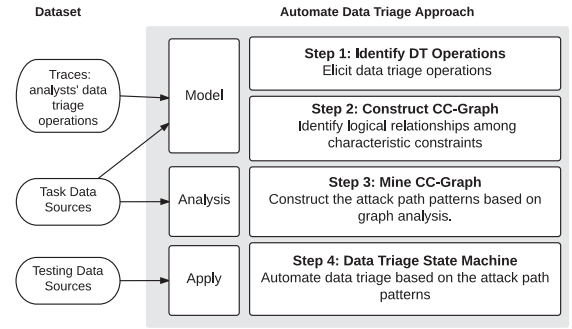 Dataset
Automate Data Triage Approach
Traces:
analysts' data
triage
operations
Model
Step 1: Identify DT Operations
Elicit data triage operations
Step 2: Construct CC-Graph
Identify logical relationships among
characteristic constraints
Task Data
Sources
Analysis
Step 3: Mine CC-Graph
Construct the attack path patterns based on
graph analysis.
Testing Data
Sources
Apply
Step 4: Data Triage State Machine
Automate data triage based on the attack path
patterns